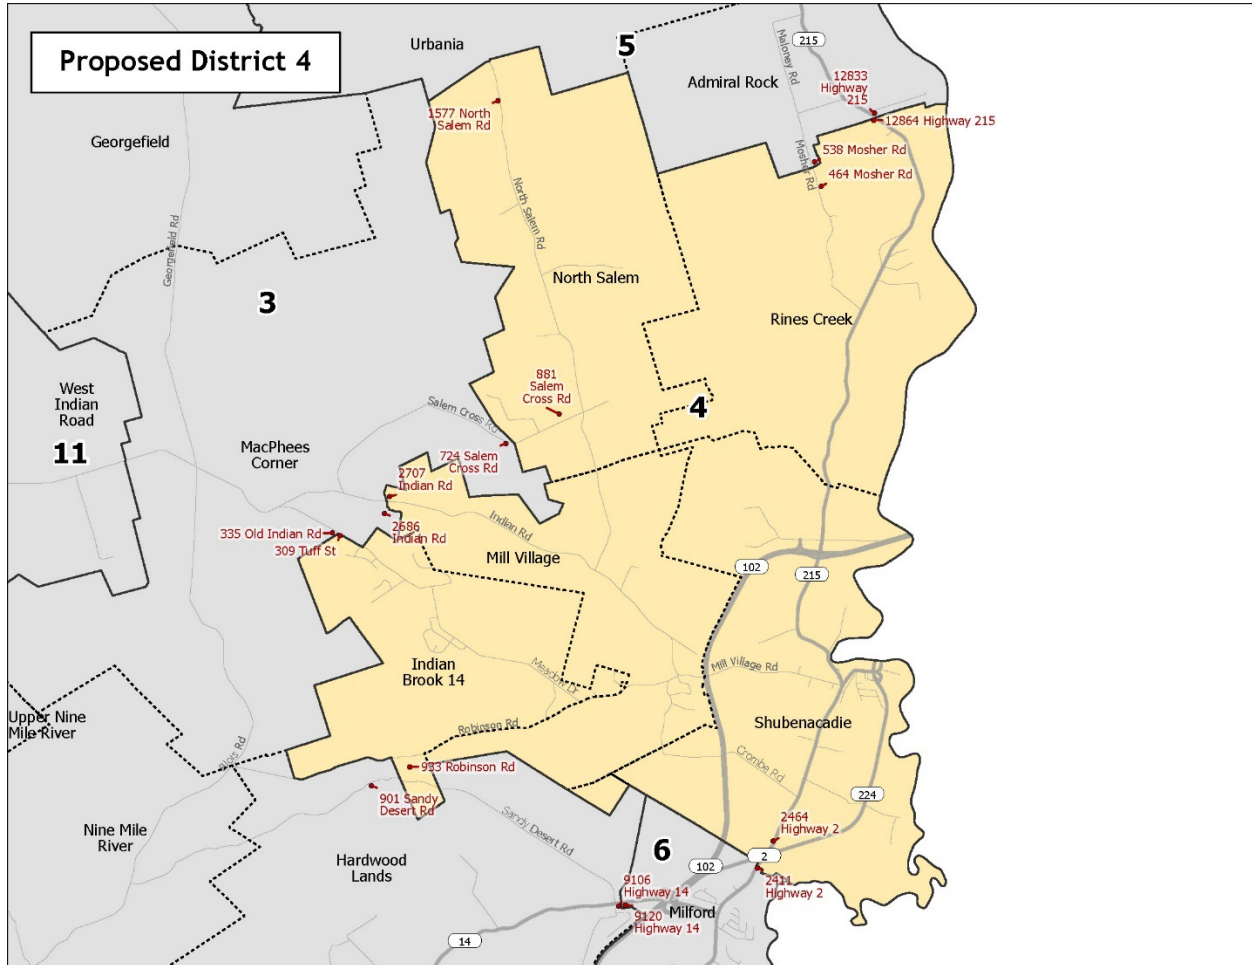 Proposed District 4
Urbania
5
Admiral Rock
Maloney Rd
215
12833
Highway
215
12864 Highway 215
1577 North
Salem Rd
Georgefield
Mosher Rd
538 Mosher Rd
464 Mosher Rd
North Salem Rd
Georgefield Rd
North Salem
3
Rines Creek
West
Indian
Road
881
Salem
Cross Rd
Salem Cross Rd
4
11
MacPhees
Corner
724 Salem
Cross Rd
2707
Indian Rd
335 Old Indian Rd
309 Tuff St
2686
Indian Rd
Indian Rd
Mill Village
102
215
Indian
Brook 14
Meadow Dr
Mill Village Rd
Upper Nine
Mile River
Robinson Rd
Shubenacadie
Blois Rd
Crombe Rd
933 Robinson Rd
901 Sandy
Desert Rd
224
Sandy Desert Rd
Nine Mile
River
2464
Highway 2
Hardwood
Lands
6
2
102
2411
Highway 2
9106
Highway 14
9120
Highway 14
Milford
14